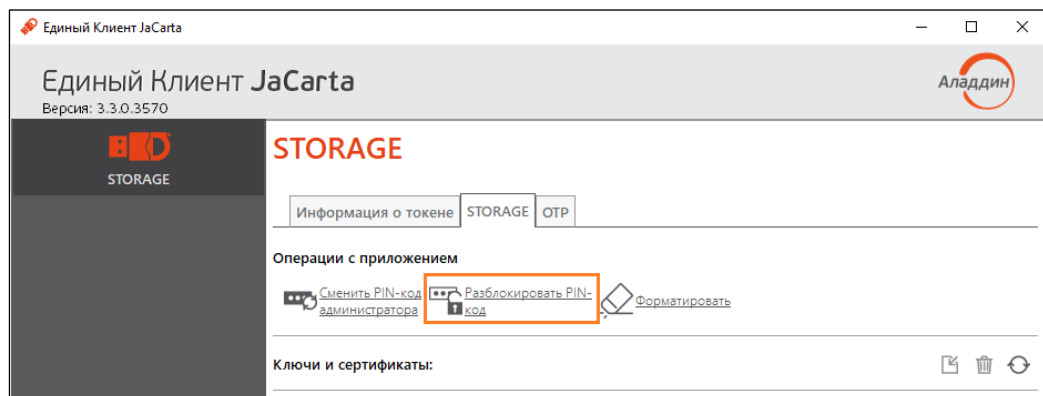 Единый Клиент JaCarta
Единый Клиент JaCarta
Аладдин
Версия: 3.3.0.3570
STORAGE
STORAGE
Информация о токене STORAGE OTP
Операции с приложением
Сменить PIN-код
администратора
Разблокировать PIN-
код
Форматировать
Ключи и сертификаты: